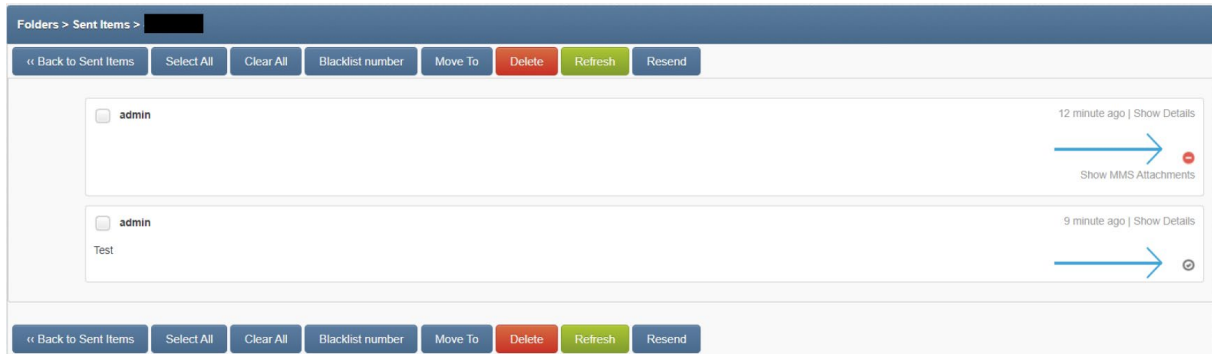 Folders > Sent Items >
‹‹ Back to Sent Items Select All Clear All Blacklist number Move To Delete Refresh Resend
admin 12 minute ago | Show Details
Show MMS Attachments
admin 9 minute ago | Show Details
Test
‹‹ Back to Sent Items Select All Clear All Blacklist number Move To Delete Refresh Resend